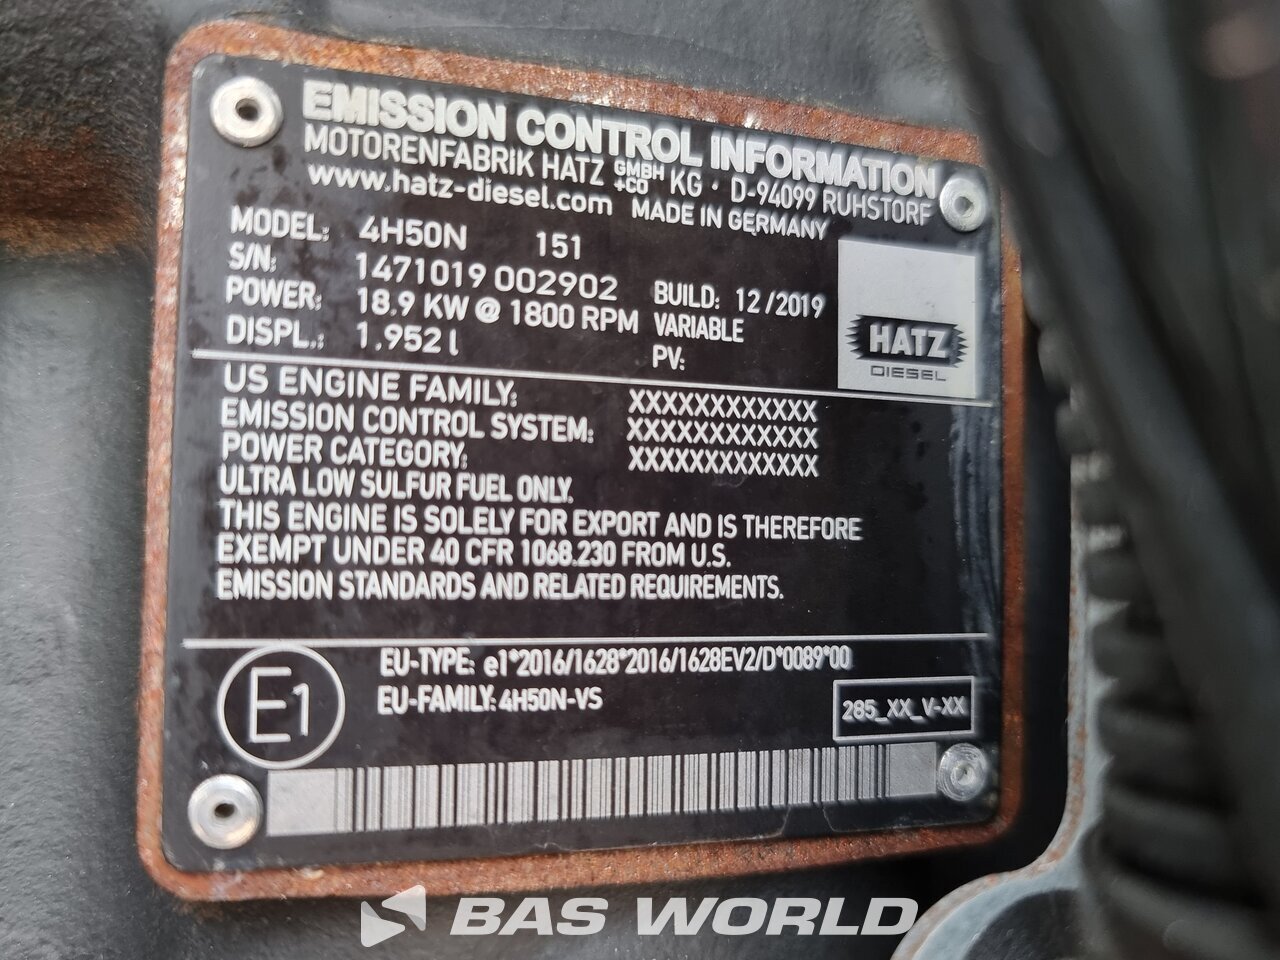 EMISSION CONTROL INFORMATION
MOTORENFABRIK HATZ GMBH +CO KG · D-94099 RUHSTORF
www.hatz-diesel.com MADE IN GERMANY
MODEL: 4H50N 151
S/N: 1471019 002902 BUILD: 12/2019
POWER: 18.9 KW @ 1800 RPM VARIABLE
DISPL.: 1.952 l PV:
HATZ
DIESEL
US ENGINE FAMILY: XXXXXXXXXXXX
EMISSION CONTROL SYSTEM: XXXXXXXXXXXX
POWER CATEGORY: XXXXXXXXXXXX
ULTRA LOW SULFUR FUEL ONLY.
THIS ENGINE IS SOLELY FOR EXPORT AND IS THEREFORE
EXEMPT UNDER 40 CFR 1068.230 FROM U.S.
EMISSION STANDARDS AND RELATED REQUIREMENTS.
E1
EU-TYPE: e1*2016/1628*2016/1628EV2/D*0089*00
EU-FAMILY: 4H50N-VS
285_XX_V-XX
BAS WORLD